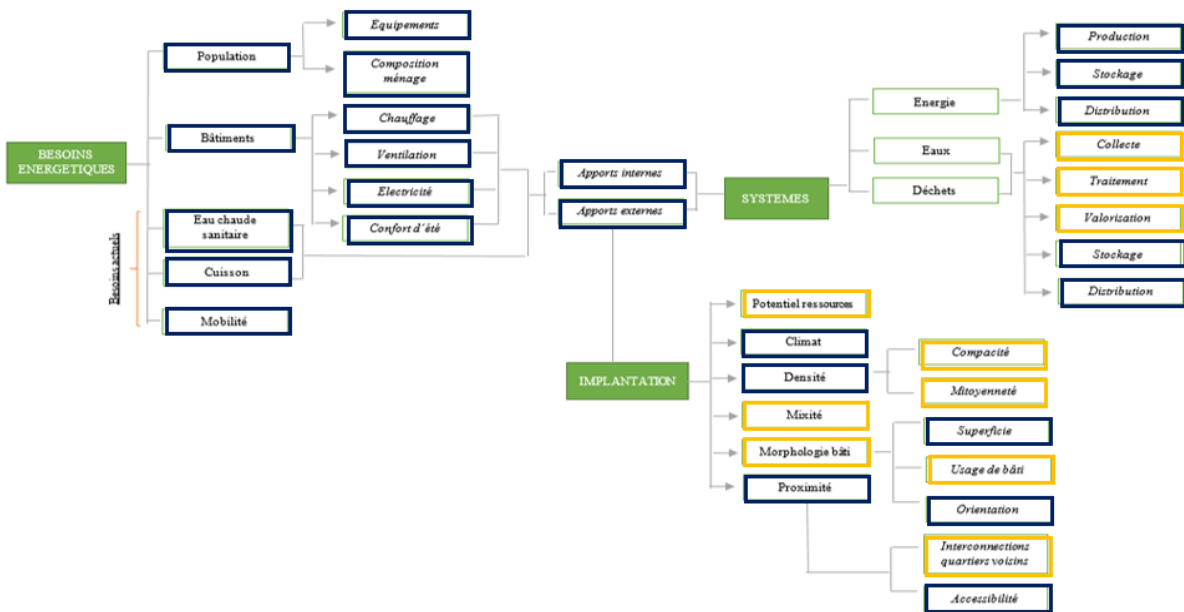 BESOINS
ENERGETIQUES
Besoins actuels
Population
Bâtiments
Eau chaude
sanitaire
Cuisson
Mobilité
Equipements
Composition
ménage
Chauffage
Ventilation
Electricité
Confort d'été
Apports internes
Apports externes
SYSTEMES
Energie
Eaux
Déchets
Production
Stockage
Distribution
Collecte
Traitement
Valorisation
Stockage
Distribution
IMPLANTATION
Potentiel ressources
Climat
Densité
Mixité
Morphologie bâti
Proximité
Compacité
Mitoyenneté
Superficie
Usage de bâti
Orientation
Interconnections
quartiers voisins
Accessibilité